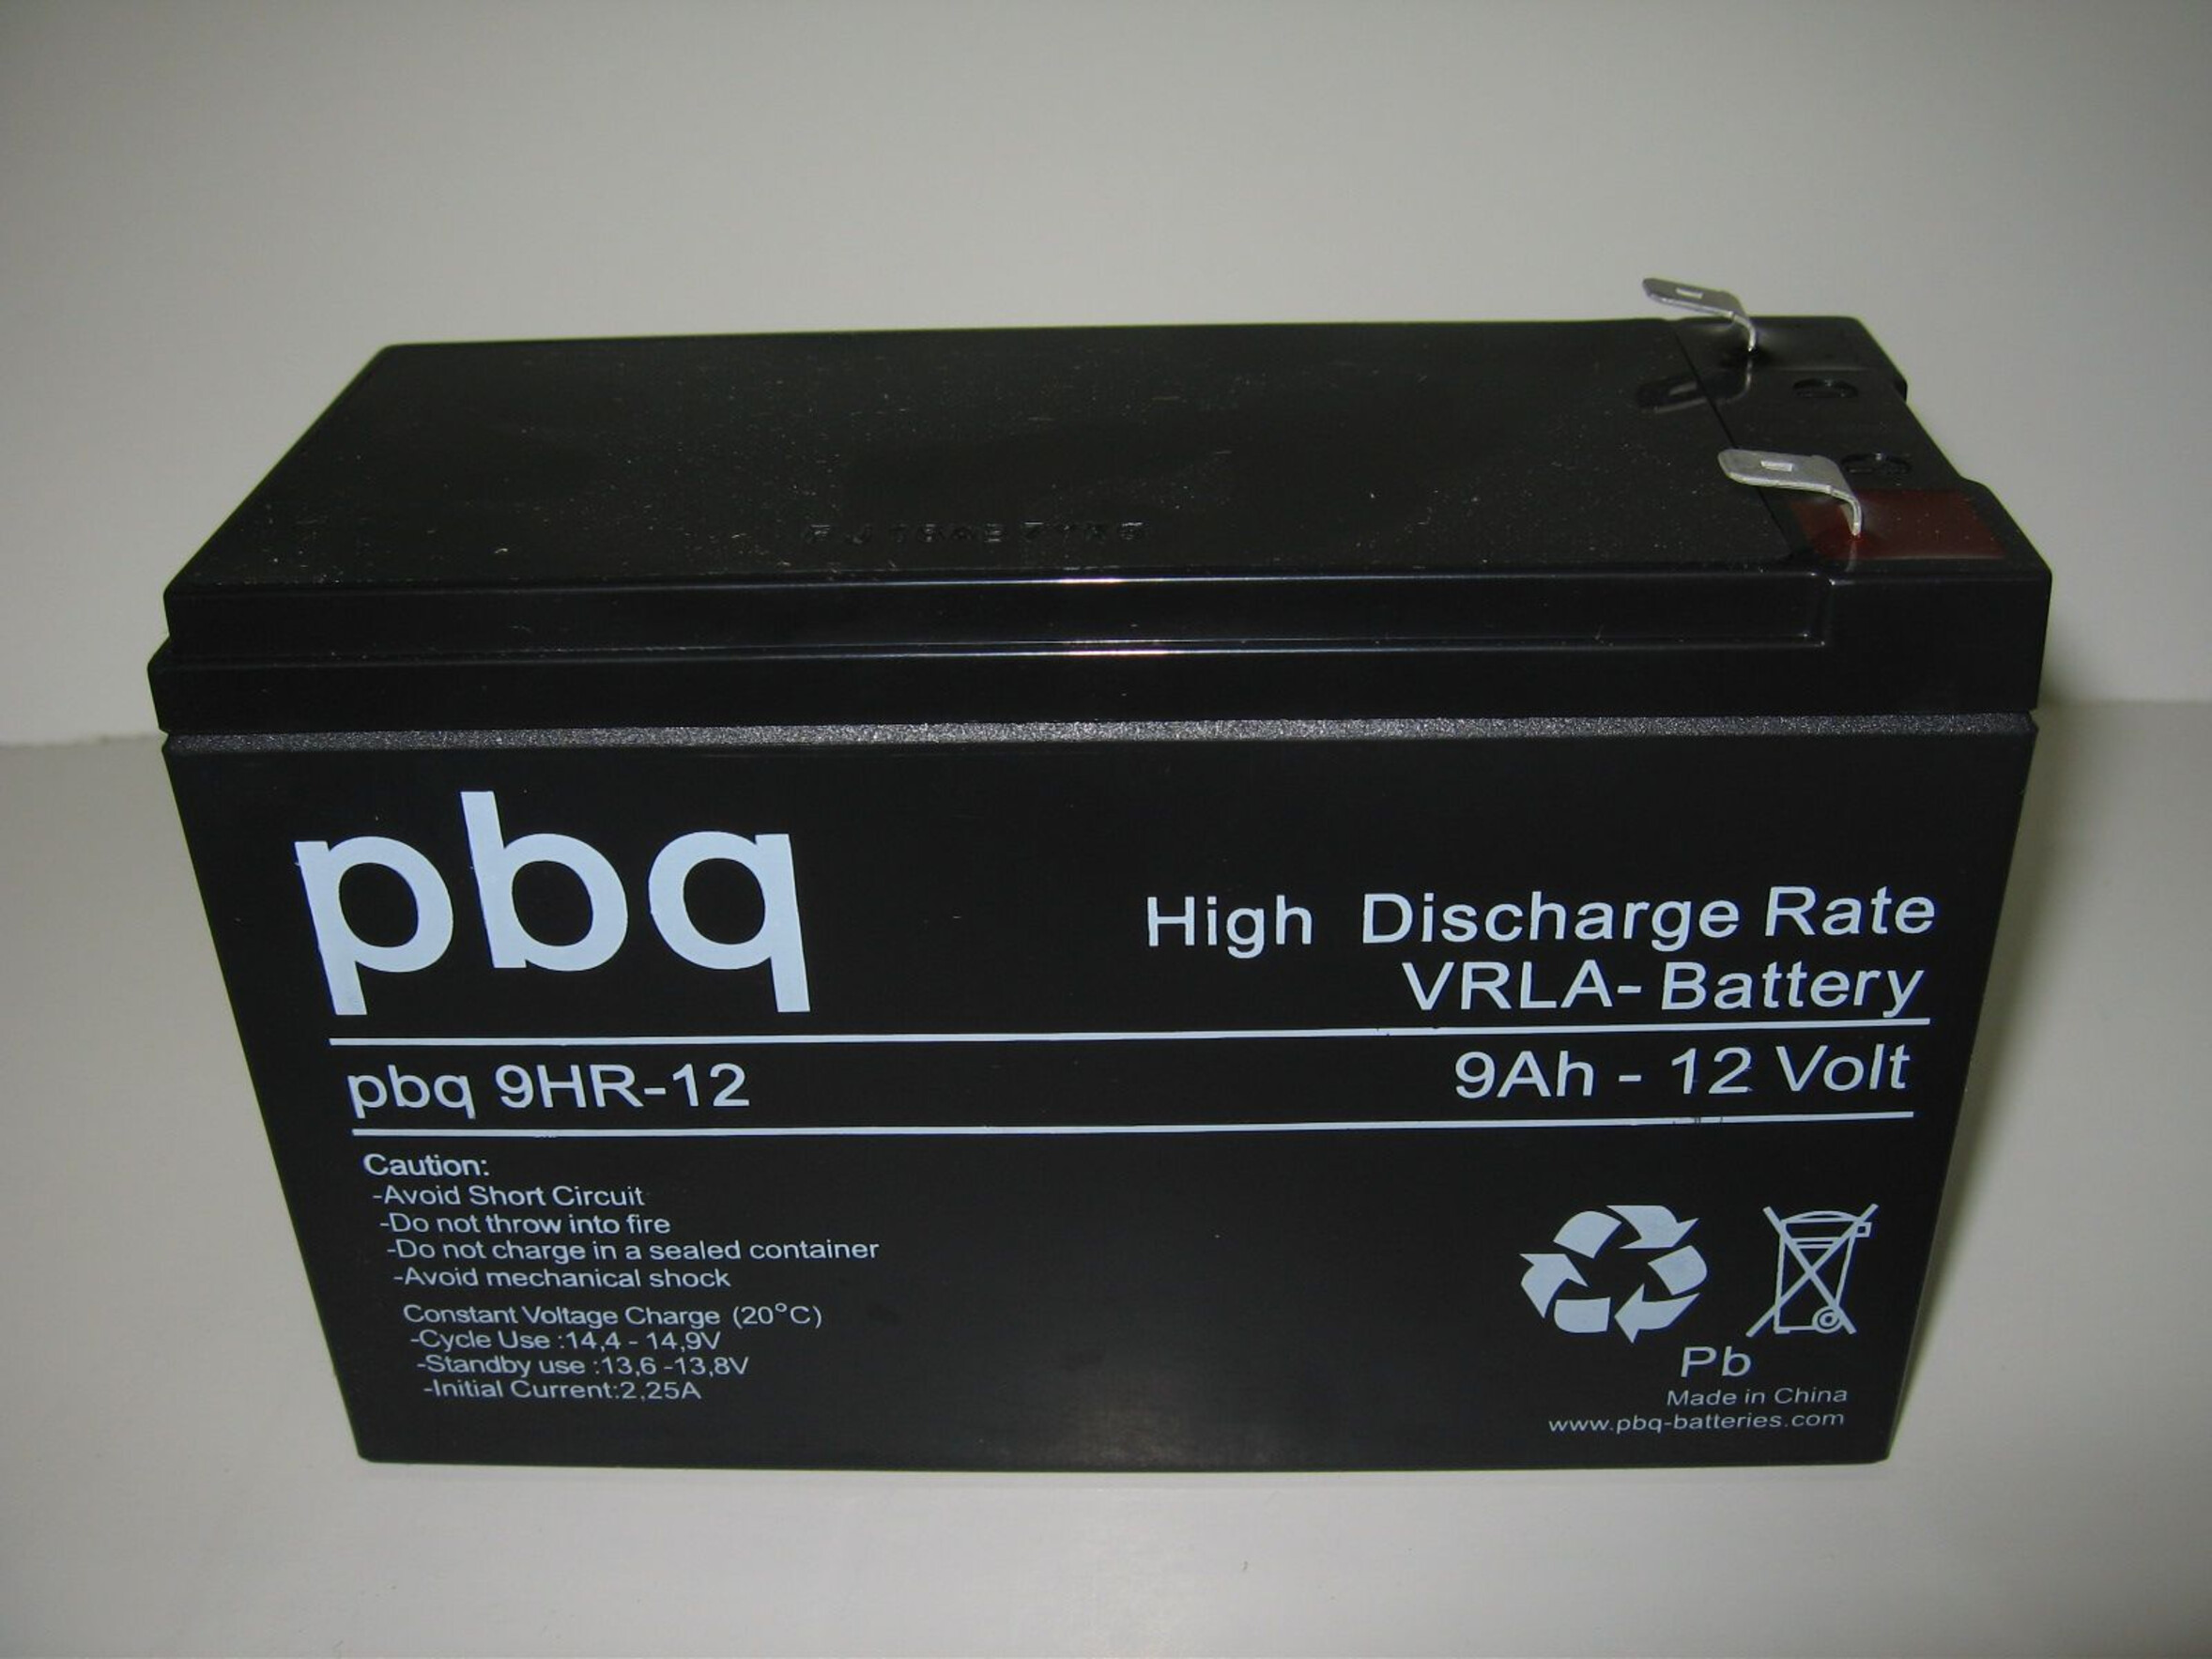 pbq
High Discharge Rate
VRLA- Battery
pbq 9HR-12
9Ah - 12 Volt
Caution:
-Avoid Short Circuit
-Do not throw into fire
-Do not charge in a sealed container
-Avoid mechanical shock
Constant Voltage Charge (20°C)
-Cycle Use :14,4 - 14,9V
-Standby use :13,6 -13,8V
-Initial Current:2,25A
Pb
Made in China
www.pbq-batteries.com